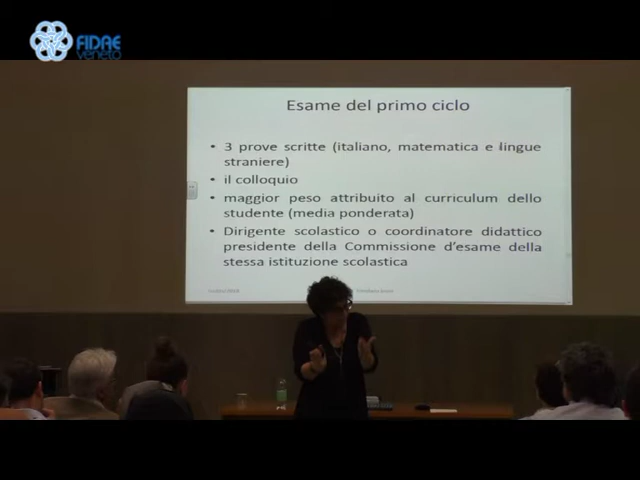 FIDAE
veneto
Esame del primo ciclo
• 3 prove scritte (italiano, matematica e lingue
straniere)
• il colloquio
• maggior peso attribuito al curriculum dello
studente (media ponderata)
• Dirigente scolastico o coordinatore didattico
presidente della Commissione d'esame della
stessa istituzione scolastica